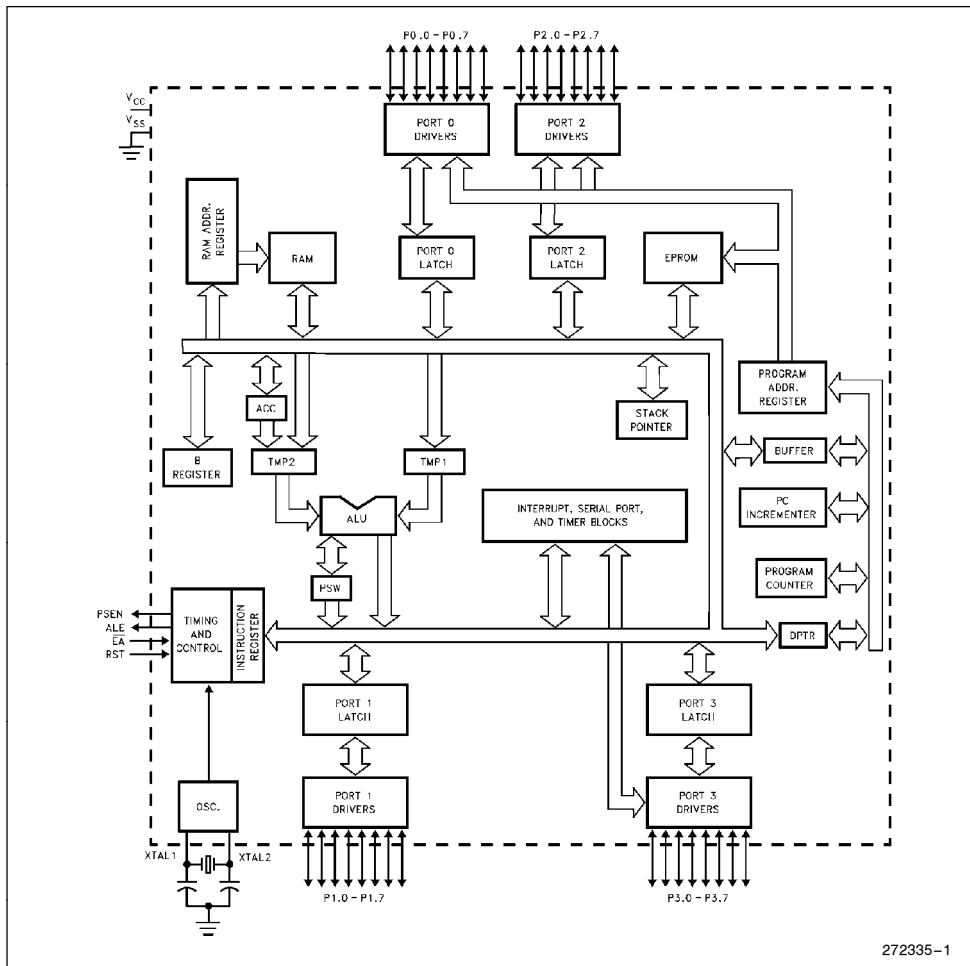 P0.0-P0.7
P2.0-P2.7
VCC
VSS
PORT 0
DRIVERS
PORT 2
DRIVERS
RAM ADDR.
REGISTER
RAM
PORT 0
LATCH
PORT 2
LATCH
EPROM
B
REGISTER
ACC
TMP2
TMP1
ALU
PSW
STACK
POINTER
PROGRAM
ADDR.
REGISTER
BUFFER
PC
INCREMENTER
PROGRAM
COUNTER
DPTR
INTERRUPT, SERIAL PORT,
AND TIMER BLOCKS
PSEN
ALE
EA
RST
TIMING
AND
CONTROL
INSTRUCTION
REGISTER
PORT 1
LATCH
PORT 3
LATCH
OSC.
PORT 1
DRIVERS
PORT 3
DRIVERS
XTAL1
XTAL2
P1.0-P1.7
P3.0-P3.7
272335-1